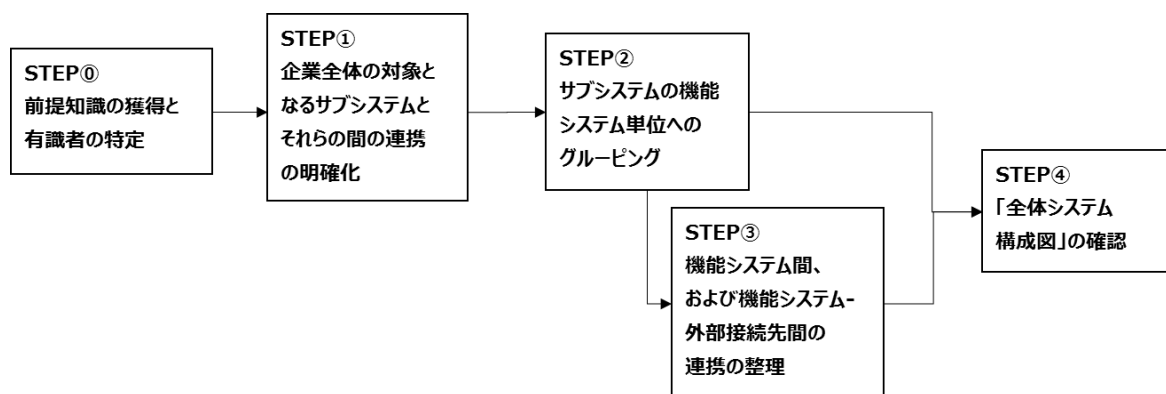 STEP⓪
前提知識の獲得と
有識者の特定
STEP①
企業全体の対象と
なるサブシステムと
それらの間の連携
の明確化
STEP②
サブシステムの機能
システム単位への
グルーピング
STEP③
機能システム間、
および機能システム-
外部接続先間の
連携の整理
STEP④
「全体システム
構成図」の確認